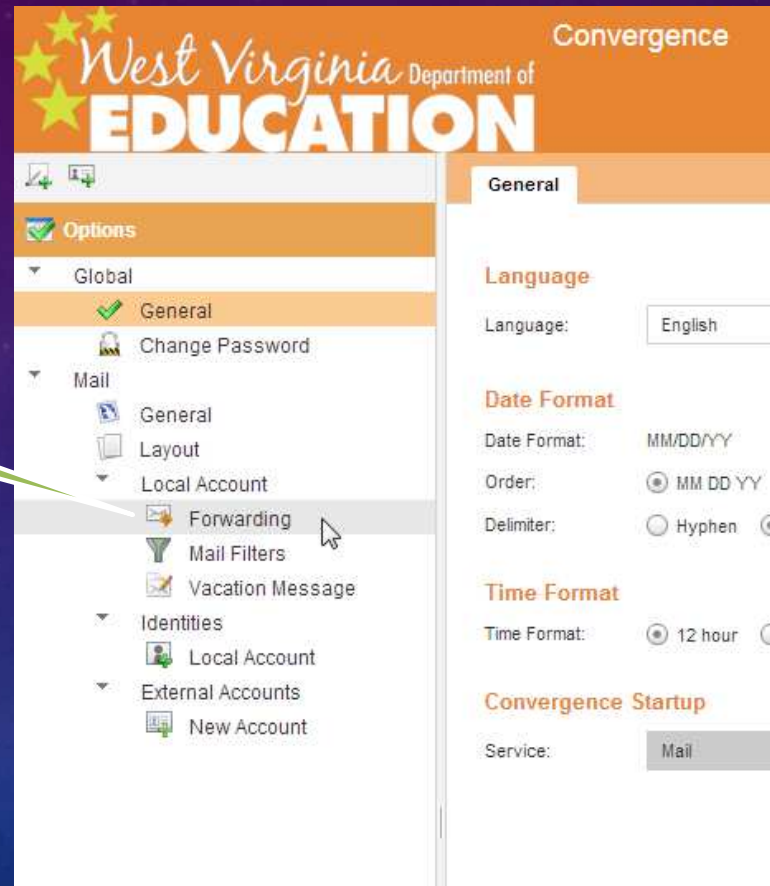 Convergence
West Virginia Department of
EDUCATION
Options
Global
General
Change Password
Mail
General
Layout
Local Account
Forwarding
Mail Filters
Vacation Message
Identities
Local Account
External Accounts
New Account
General
Language
Language: English
Date Format
Date Format: MM/DD/YY
Order: MM DD YY
Delimiter: Hyphen
Time Format
Time Format: 12 hour
Convergence Startup
Service: Mail